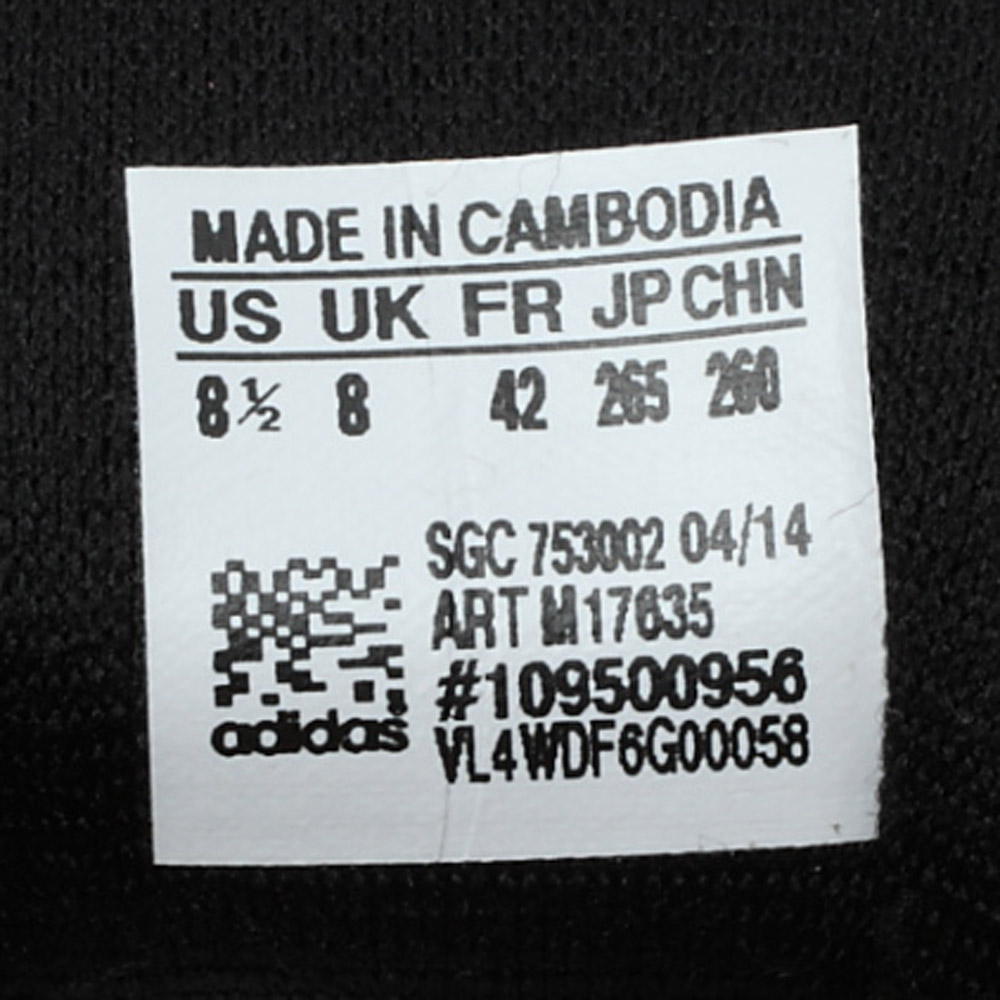 MADE IN CAMBODIA
US UK FR JP CHN
8½ 8 42 265 260
SGC 753002 04/14
ART M17635
#109500956
adidas VL4WDF6G00058